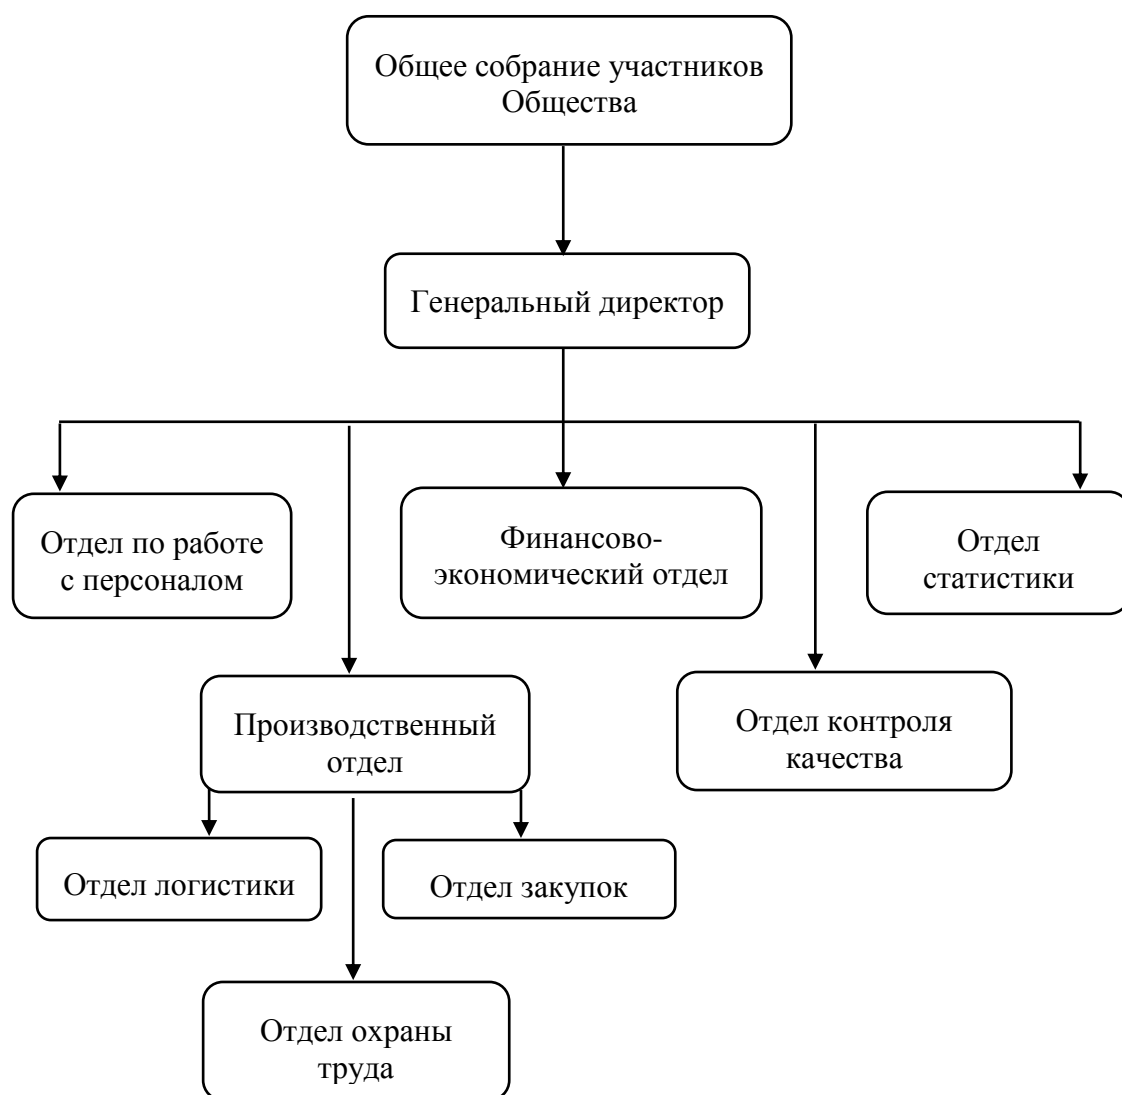 Общее собрание участников
Общества
Генеральный директор
Отдел по работе
с персоналом
Финансово-
экономический отдел
Отдел
статистики
Производственный
отдел
Отдел контроля
качества
Отдел логистики
Отдел закупок
Отдел охраны
труда